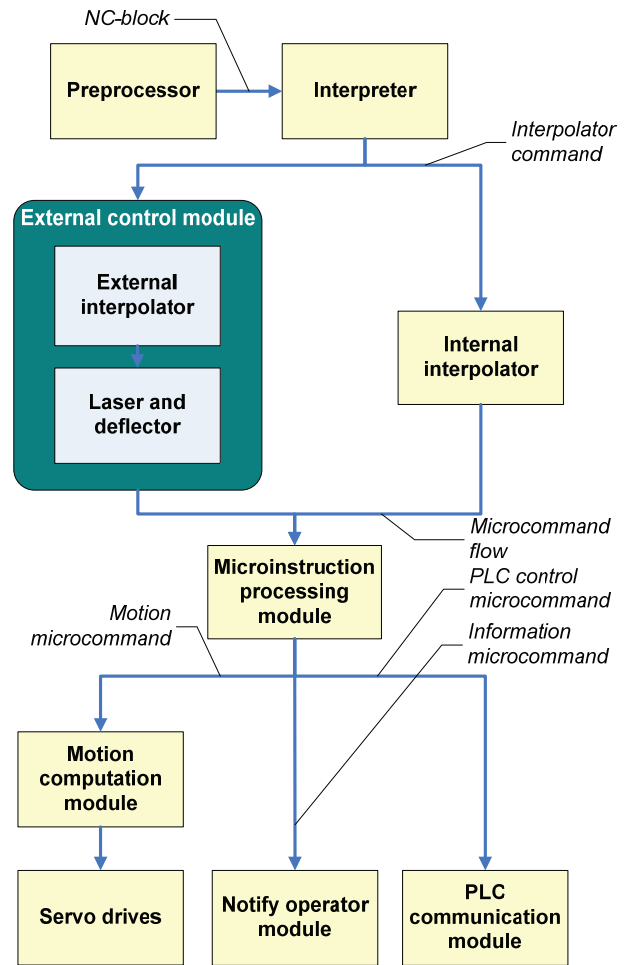 NC-block
Preprocessor
Interpreter
Interpolator
command
External control module
External
interpolator
Internal
interpolator
Laser and
deflector
Microcommand
flow
Microinstruction
processing
module
PLC control
microcommand
Motion
microcommand
Information
microcommand
Motion
computation
module
Servo drives
Notify operator
module
PLC
communication
module